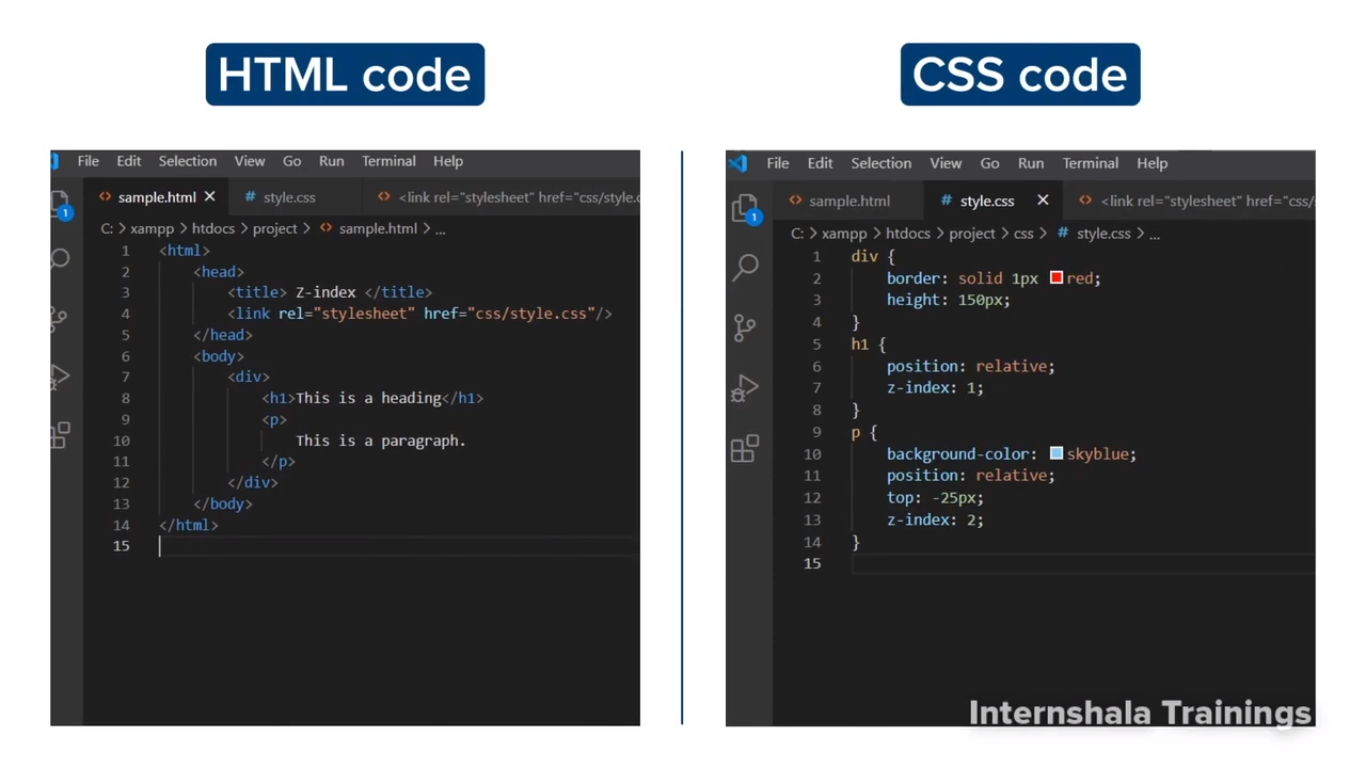 HTML code
File Edit Selection View Go Run Terminal Help
sample.html # style.css <link rel="stylesheet" href="css/style.c
1
C: > xampp > htdocs > project > sample.html > ...
1 <html>
2 <head>
3 <title> Z-index </title>
4 <link rel="stylesheet" href="css/style.css"/>
5 </head>
6 <body>
7 <div>
8 <h1>This is a heading</h1>
9 <p>
10 This is a paragraph.
11 </p>
12 </div>
13 </body>
14 </html>
15
CSS code
File Edit Selection View Go Run Terminal Help
sample.html # style.css <link rel="stylesheet" href="css/
1
C: > xampp > htdocs > project > css > # style.css > ...
1 div {
2 border: solid 1px red;
3 height: 150px;
4 }
5 h1 {
6 position: relative;
7 z-index: 1;
8 }
9 p {
10 background-color: skyblue;
11 position: relative;
12 top: -25px;
13 z-index: 2;
14 }
15
Internshala Trainings